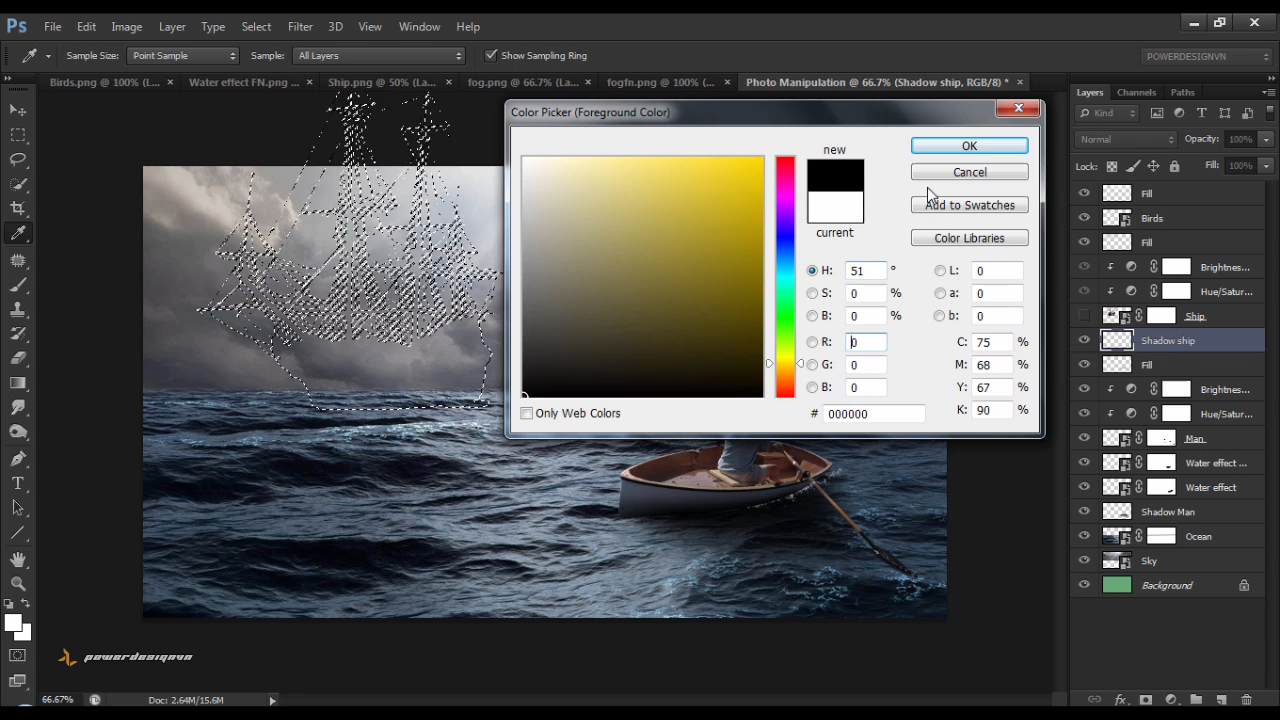 Ps File Edit Image Layer Type Select Filter 3D View Window Help
Sample Size: Point Sample Sample: All Layers Show Sampling Ring POWERDESIGNVN
Birds.png @ 100% (L... × Water effect FN.png ... × Ship.png @ 50% (La... × fog.png @ 66.7% (La... × fogfn.png @ 100% (... × Photo Manipulation @ 66.7% (Shadow ship, RGB/8) * ×
Color Picker (Foreground Color)
new
current
OK
Cancel
Add to Swatches
Color Libraries
H: 51 °
S: 0 %
B: 0 %
R: 0
G: 0
B: 0
L: 0
a: 0
b: 0
C: 75 %
M: 68 %
Y: 67 %
K: 90 %
# 000000
Only Web Colors
Layers Channels Paths
Kind
Normal Opacity: 100%
Lock: Fill: 100%
Fill
Birds
Fill
Brightness...
Hue/Satur...
Ship
Shadow ship
Fill
Brightnes...
Hue/Satur...
Man
Water effect ...
Water effect
Shadow Man
Ocean
Sky
Background
powerdesignvn
66.67% Doc: 2.64M/15.6M